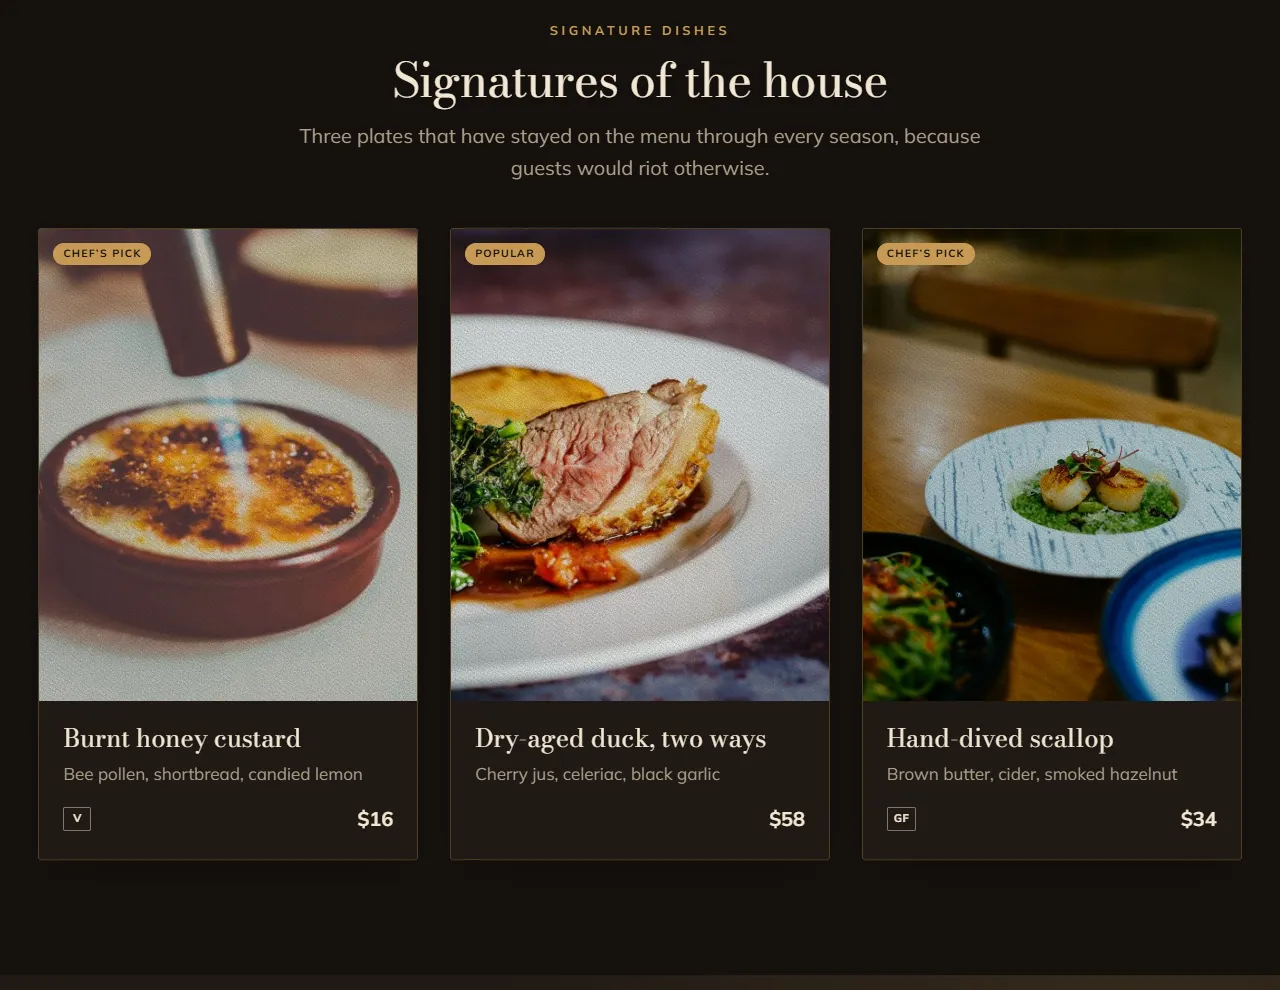 SIGNATURE DISHES
Signatures of the house
Three plates that have stayed on the menu through every season, because
guests would riot otherwise.
CHEF'S PICK
Burnt honey custard
Bee pollen, shortbread, candied lemon
V
$16
POPULAR
Dry-aged duck, two ways
Cherry jus, celeriac, black garlic
$58
CHEF'S PICK
Hand-dived scallop
Brown butter, cider, smoked hazelnut
GF
$34